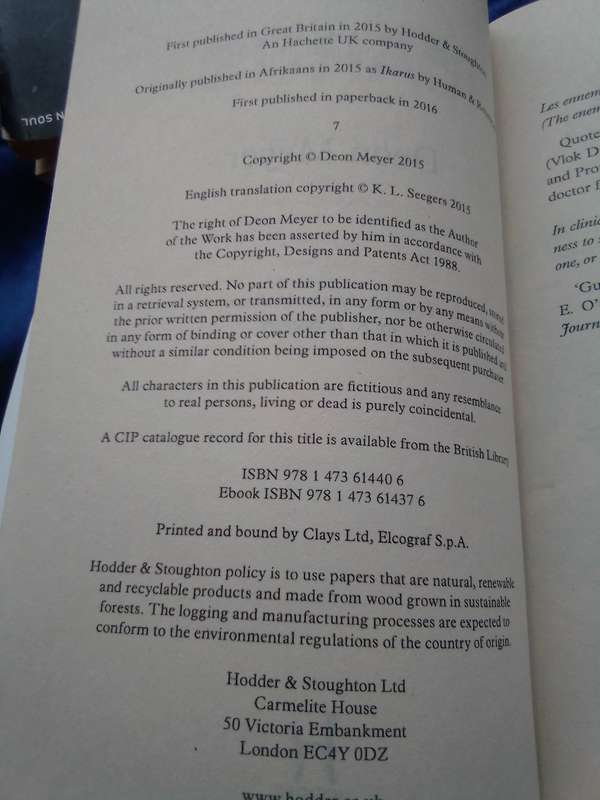 N SOUL
First published in Great Britain in 2015 by Hodder & Stoughton
An Hachette UK company
Originally published in Afrikaans in 2015 as Ikarus by Human &
First published in paperback in 2016
7
Copyright © Deon Meyer 2015
English translation copyright © K. L. Seegers 2015
The right of Deon Meyer to be identified as the Author
of the Work has been asserted by him in accordance with
the Copyright, Designs and Patents Act 1988.
All rights reserved. No part of this publication may be reproduced, stored
in a retrieval system, or transmitted, in any form or by any means without
the prior written permission of the publisher, nor be otherwise circulated
in any form of binding or cover other than that in which it is published and
without a similar condition being imposed on the subsequent purchaser.
All characters in this publication are fictitious and any resemblance
to real persons, living or dead is purely coincidental.
A CIP catalogue record for this title is available from the British Library
ISBN 978 1 473 61440 6
Ebook ISBN 978 1 473 61437 6
Printed and bound by Clays Ltd, Elcograf S.p.A.
Hodder & Stoughton policy is to use papers that are natural, renewable
and recyclable products and made from wood grown in sustainable
forests. The logging and manufacturing processes are expected to
conform to the environmental regulations of the country of origin.
Hodder & Stoughton Ltd
Carmelite House
50 Victoria Embankment
London EC4Y 0DZ
Les ennem
(The enem
Quote
(Vlok D
and Pro
doctor
In clini
ness to
one, or
'Gu
E. O'
Journ